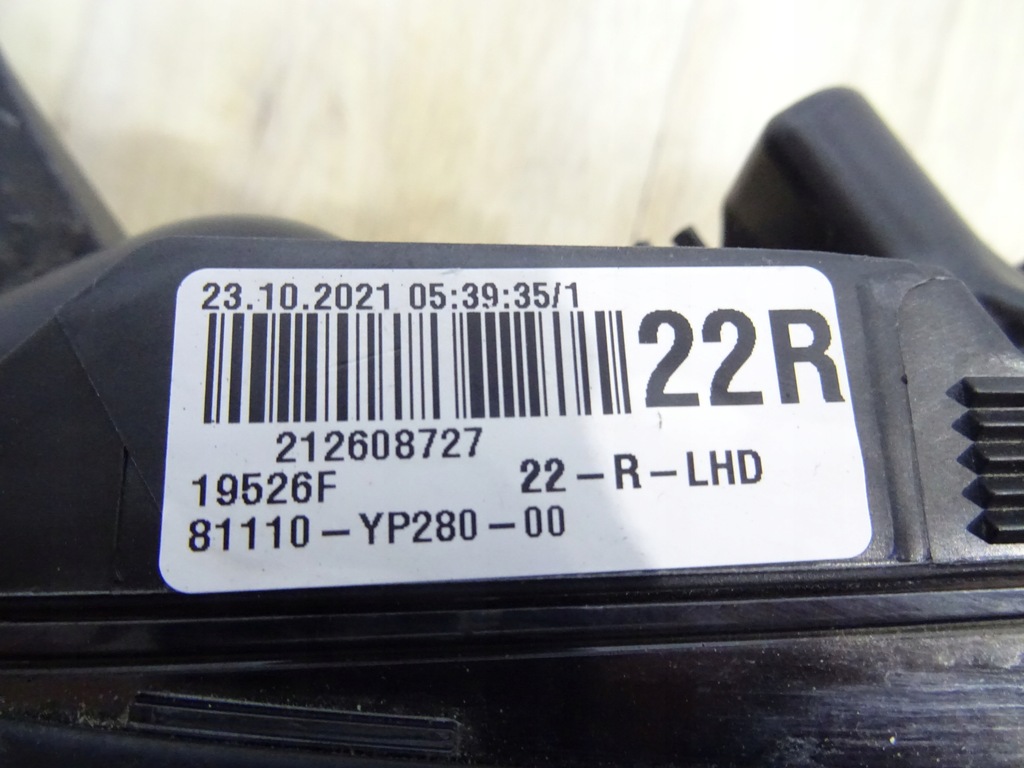 23.10.2021 05:39:35/1
22R
212608727
19526F 22-R-LHD
81110-YP280-00